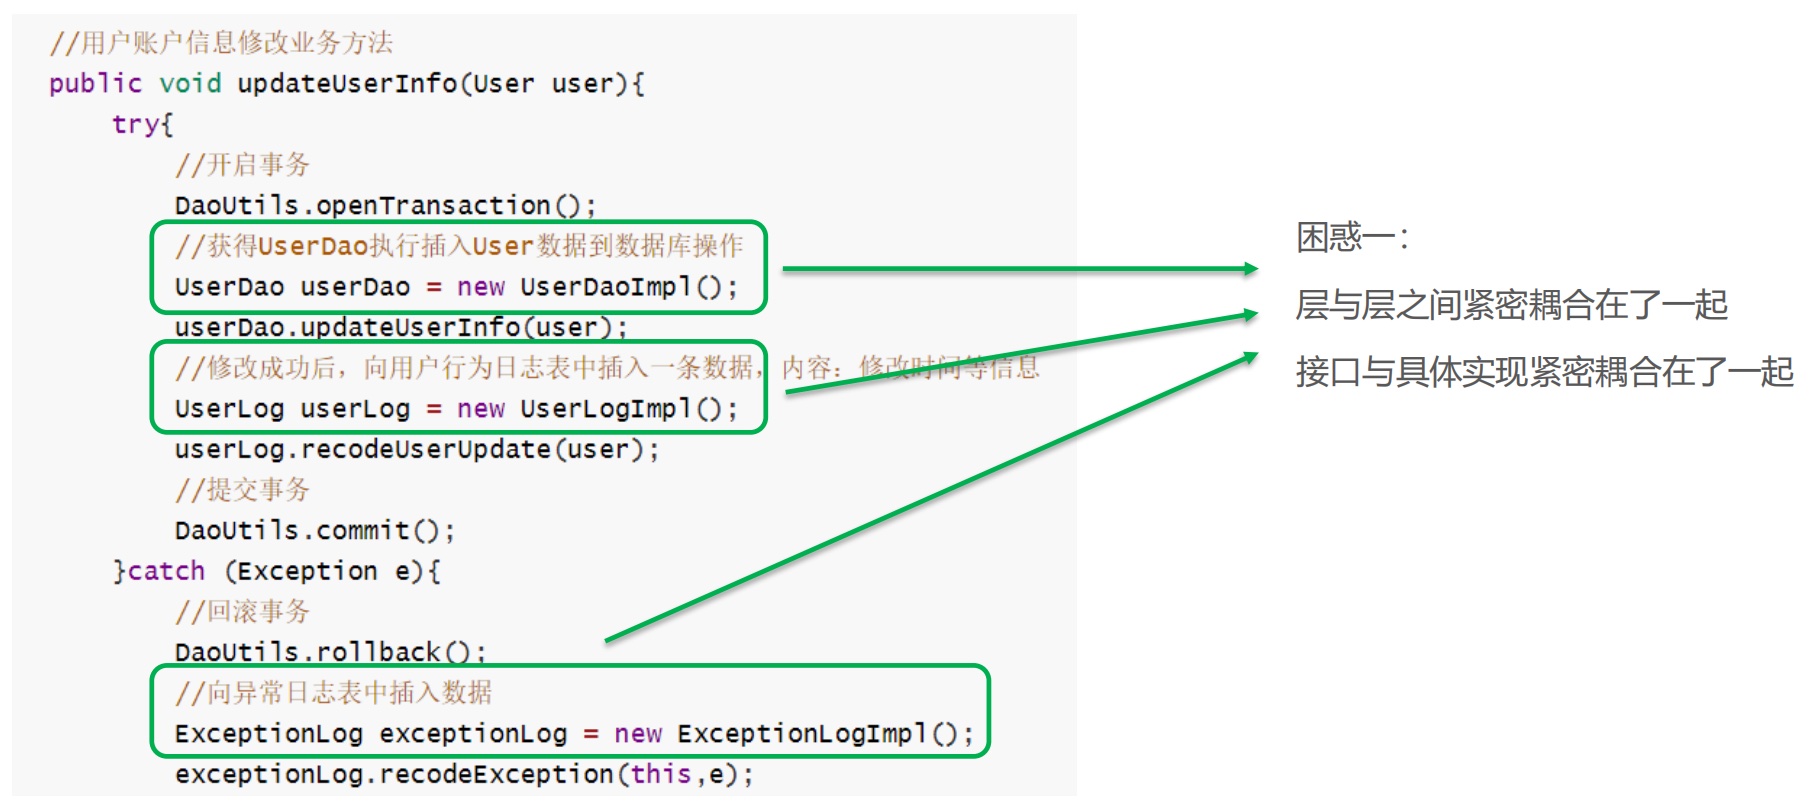 //用户账户信息修改业务方法
public void updateUserInfo(User user){
try{
//开启事务
DaoUtils.openTransaction();
//获得UserDao执行插入User数据到数据库操作
UserDao userDao = new UserDaoImpl();
userDao.updateUserInfo(user);
//修改成功后，向用户行为日志表中插入一条数据，内容：修改时间等信息
UserLog userLog = new UserLogImpl();
userLog.recodeUserUpdate(user);
//提交事务
DaoUtils.commit();
}catch (Exception e){
//回滚事务
DaoUtils.rollback();
//向异常日志表中插入数据
ExceptionLog exceptionLog = new ExceptionLogImpl();
exceptionLog.recodeException(this,e);
困惑一：
层与层之间紧密耦合在了一起
接口与具体实现紧密耦合在了一起